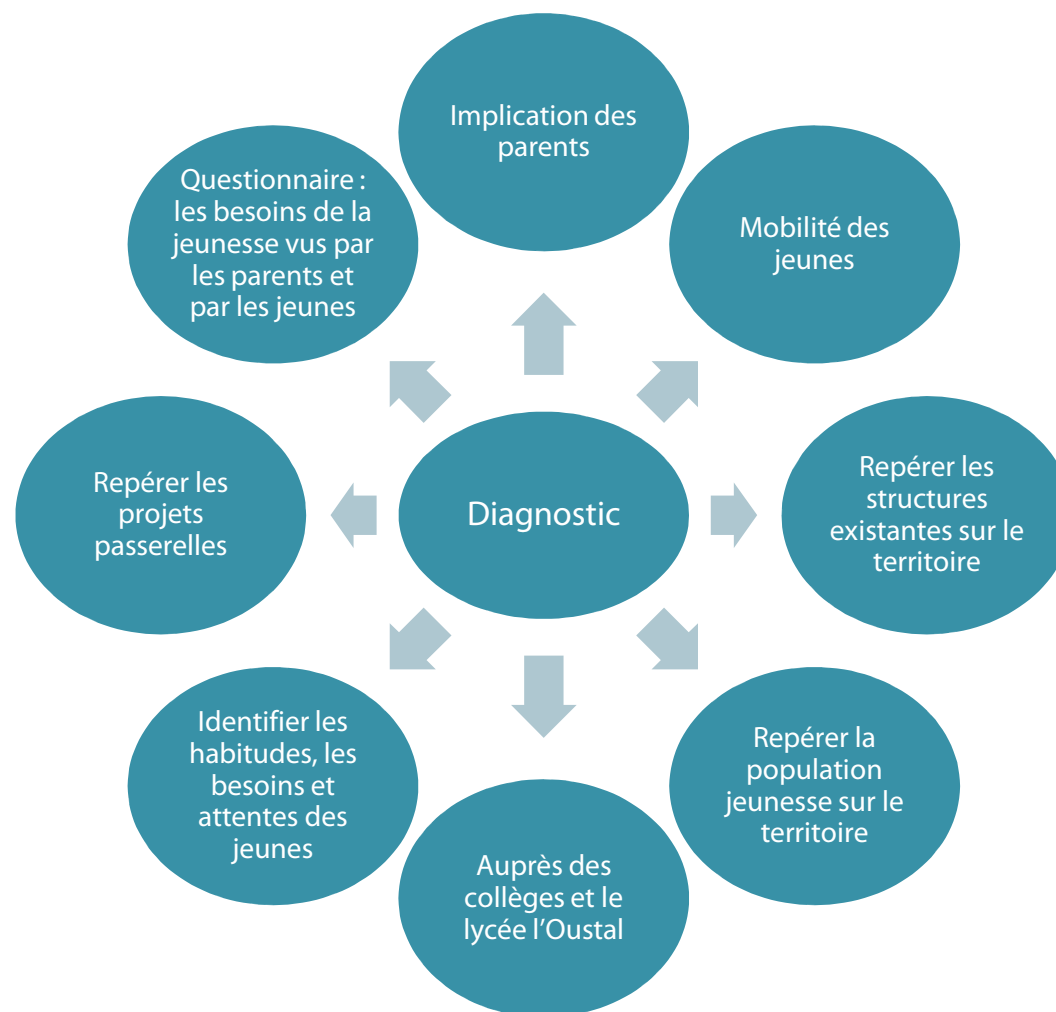 Implication des
parents
Mobilité des
jeunes
Repérer les
structures
existantes sur le
territoire
Repérer la
population
jeunesse sur le
territoire
Auprès des
collèges et le
lycée l’Oustal
Identifier les
habitudes, les
besoins et
attentes des
jeunes
Repérer les
projets
passerelles
Questionnaire :
les besoins de la
jeunesse vus par
les parents et
par les jeunes
Diagnostic